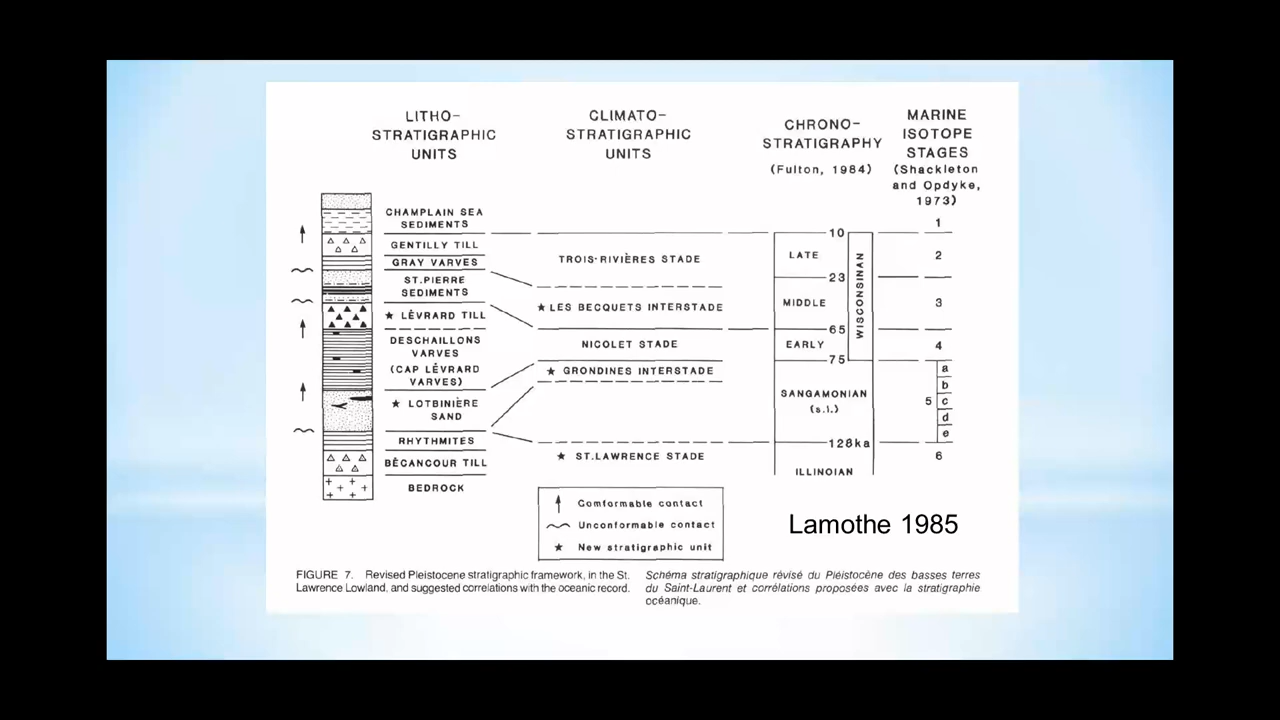 LITHO-
STRATIGRAPHIC
UNITS
CLIMATO-
STRATIGRAPHIC
UNITS
CHRONO-
STRATIGRAPHY
(Fulton, 1984)
MARINE
ISOTOPE
STAGES
(Shackleton
and Opdyke,
1973)
CHAMPLAIN SEA
SEDIMENTS
GENTILLY TILL
GRAY VARVES
ST.PIERRE
SEDIMENTS
★ LÉVRARD TILL
DESCHAILLONS
VARVES
(CAP LÉVRARD
VARVES)
★ LOTBINIÈRE
SAND
RHYTHMITES
BÉCANCOUR TILL
BEDROCK
TROIS-RIVIÈRES STADE
★ LES BECQUETS INTERSTADE
NICOLET STADE
★ GRONDINES INTERSTADE
★ ST.LAWRENCE STADE
10
LATE
23
MIDDLE
65
EARLY
75
WISCONSINAN
SANGAMONIAN
(s.l.)
128ka
ILLINOIAN
1
2
3
4
5
a
b
c
d
e
6
Comformable contact
Unconformable contact
★ New stratigraphic unit
Lamothe 1985
FIGURE 7. Revised Pleistocene stratigraphic framework, in the St.
Lawrence Lowland, and suggested correlations with the oceanic record.
Schéma stratigraphique révisé du Pléistocène des basses terres
du Saint-Laurent et corrélations proposées avec la stratigraphie
océanique.